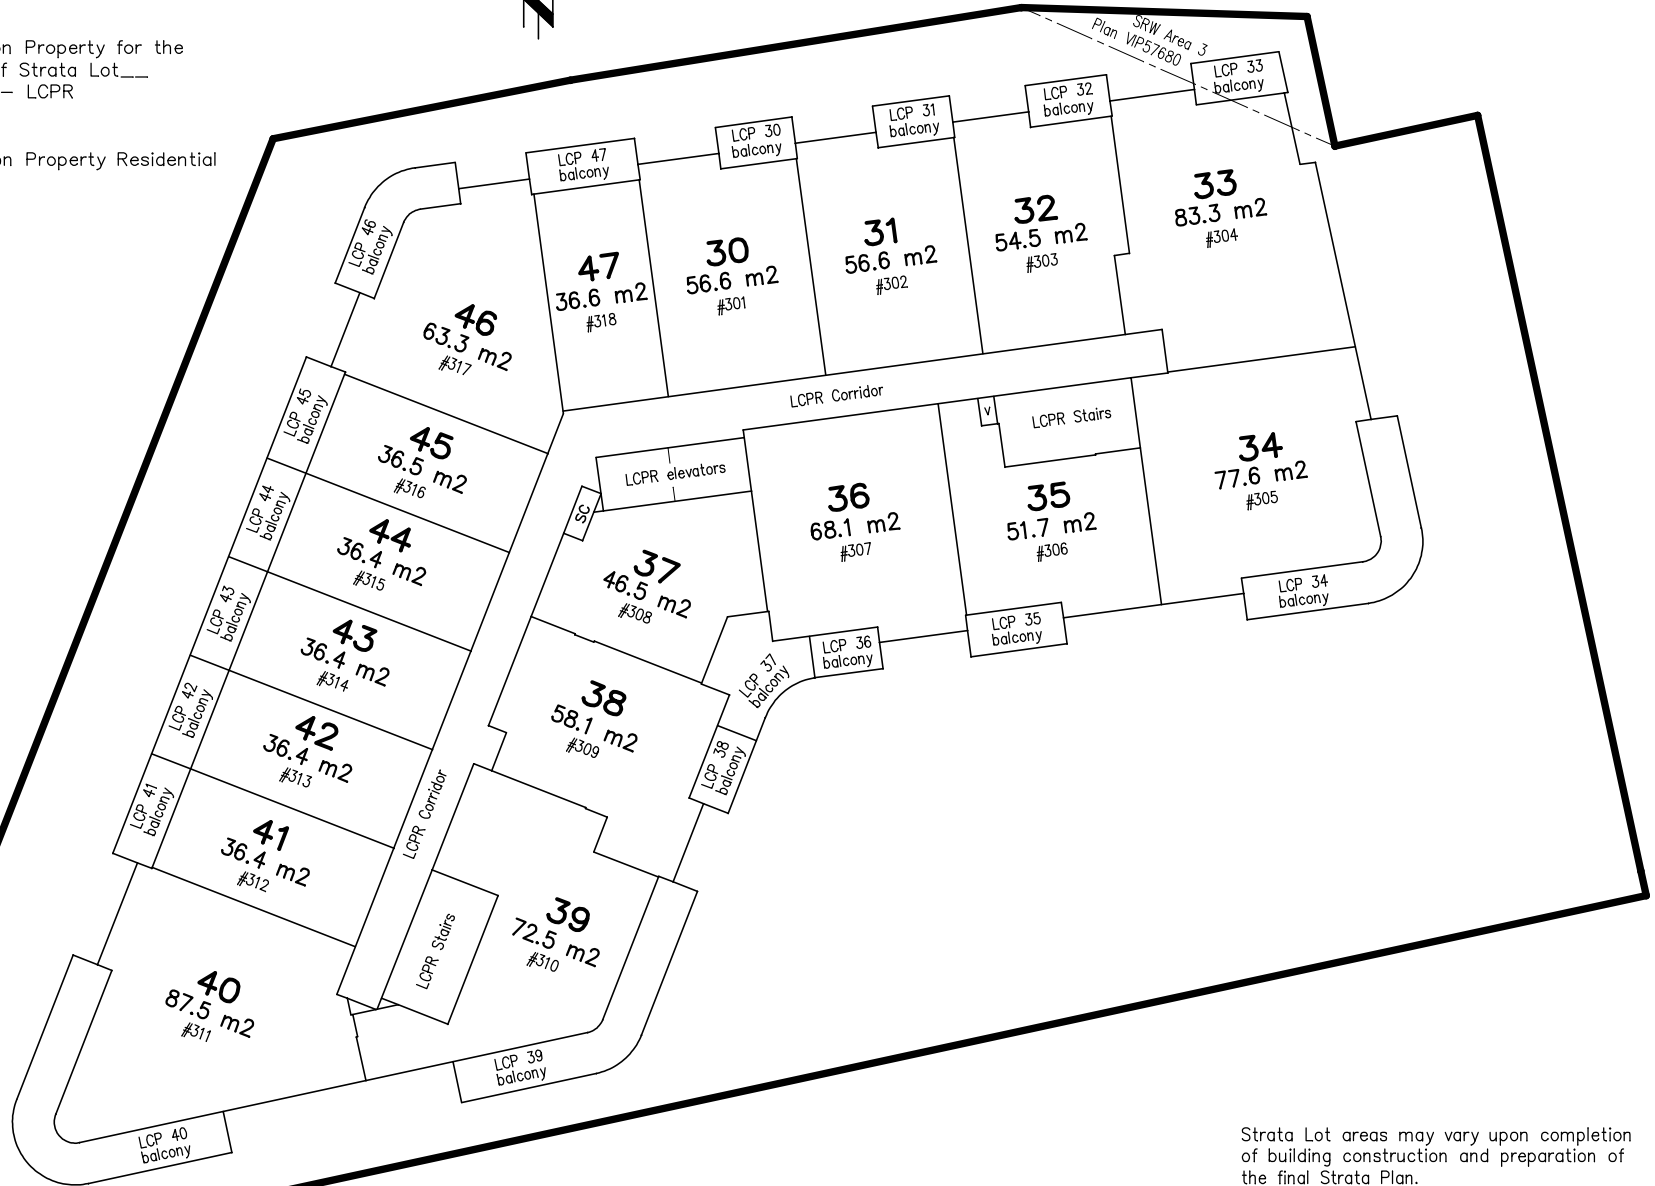 on Property for the
f Strata Lot__
– LCPR
on Property Residential
N
SRW Area 3
Plan VIP57680
LCP 33
balcony
LCP 32
balcony
LCP 31
balcony
LCP 30
balcony
LCP 47
balcony
LCP 46
balcony
33
83.3 m2
#304
32
54.5 m2
#303
31
56.6 m2
#302
30
56.6 m2
#301
47
36.6 m2
#318
46
63.3 m2
#317
LCPR Corridor
V
LCPR Stairs
LCPR elevators
SC
LCP 45
balcony
45
36.5 m2
#316
LCP 44
balcony
44
36.4 m2
#315
LCP 43
balcony
43
36.4 m2
#314
LCP 42
balcony
42
36.4 m2
#313
LCP 41
balcony
41
36.4 m2
#312
34
77.6 m2
#305
35
51.7 m2
#306
36
68.1 m2
#307
37
46.5 m2
#308
LCP 34
balcony
LCP 35
balcony
LCP 36
balcony
LCP 37
balcony
38
58.1 m2
#309
LCP 38
balcony
LCPR Corridor
LCPR Stairs
39
72.5 m2
#310
40
87.5 m2
#311
LCP 39
balcony
LCP 40
balcony
Strata Lot areas may vary upon completion
of building construction and preparation of
the final Strata Plan.